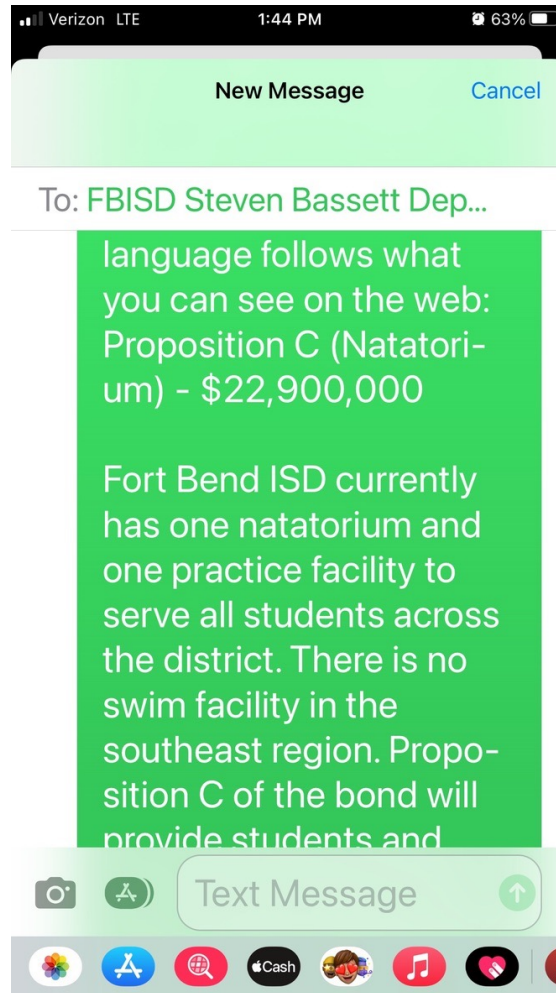 Verizon LTE 1:44 PM 63%
New Message Cancel
To: FBISD Steven Bassett Dep...
language follows what
you can see on the web:
Proposition C (Natatori-
um) - $22,900,000
Fort Bend ISD currently
has one natatorium and
one practice facility to
serve all students across
the district. There is no
swim facility in the
southeast region. Propo-
sition C of the bond will
provide students and
Text Message
Cash